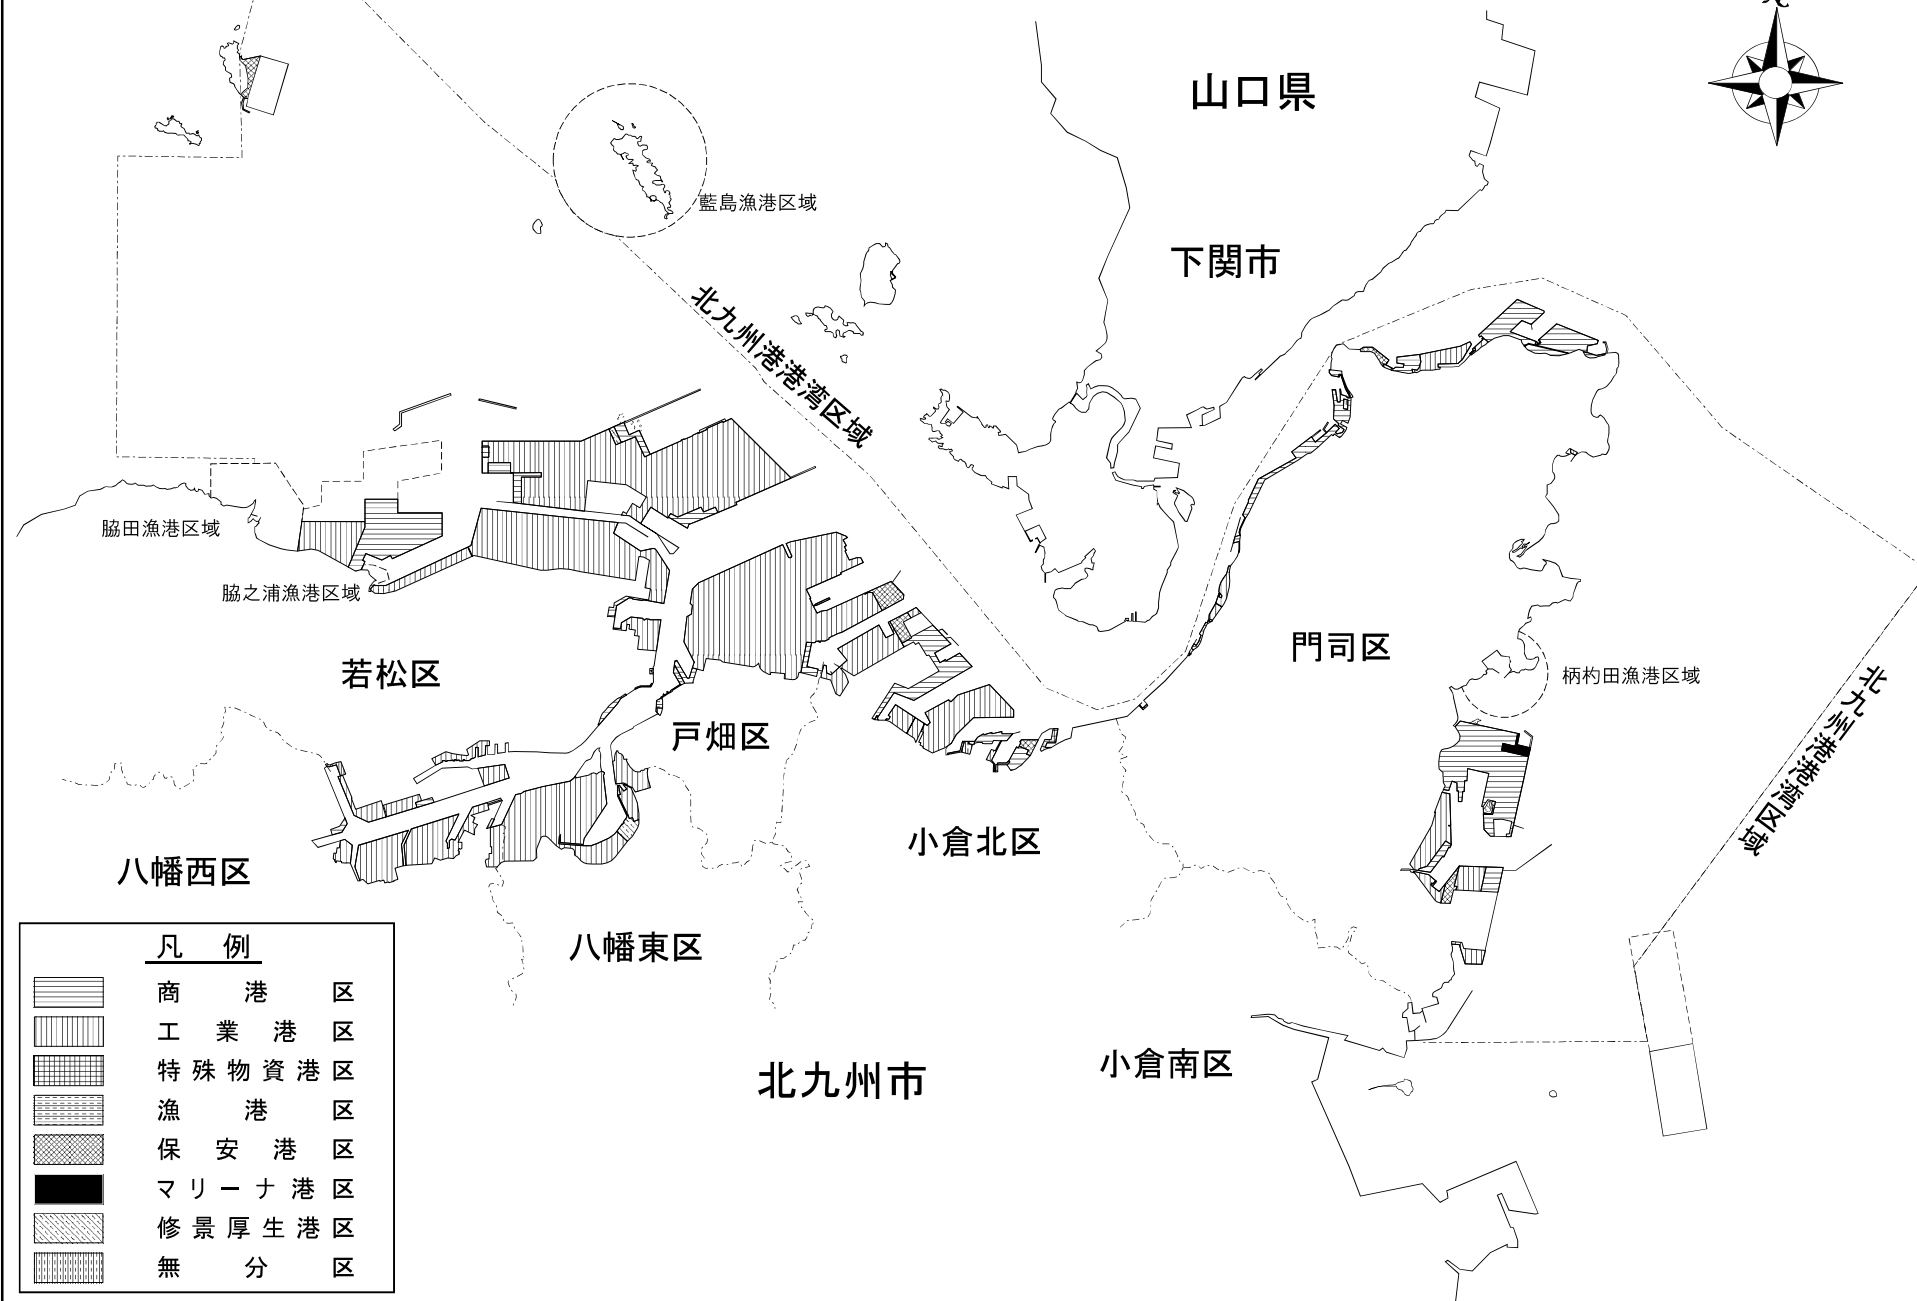 山口県
藍島漁港区域
下関市
北九州港港湾区域
脇田漁港区域
脇之浦漁港区域
門司区
若松区
柄杓田漁港区域
北九州港港湾区域
戸畑区
小倉北区
八幡西区
八幡東区
小倉南区
北九州市
凡 例
商港区
工業港区
特殊物資港区
漁港区
保安港区
マリーナ港区
修景厚生港区
無分区